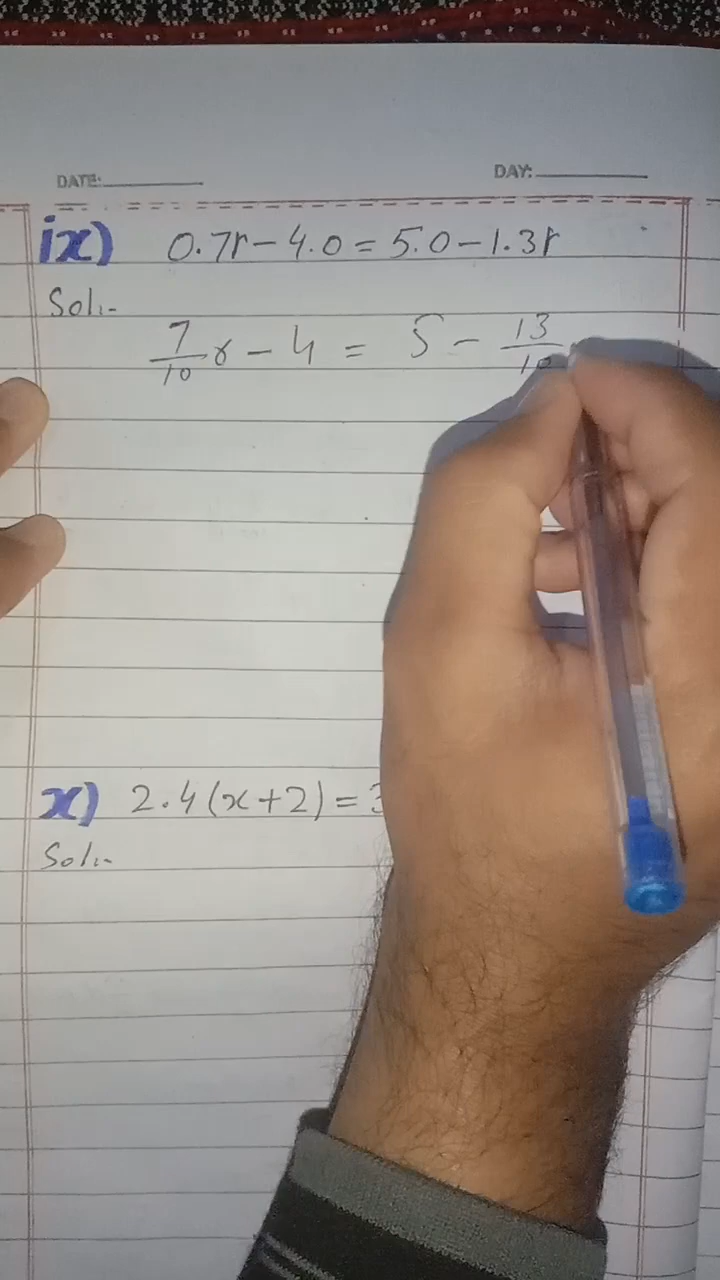 DATE: DAY:
ix) 0.7r - 4.0 = 5.0 - 1.3r
Sol:-
7/10 r - 4 = 5 - 13/10
x) 2.4(x+2) = 3
Sol:-